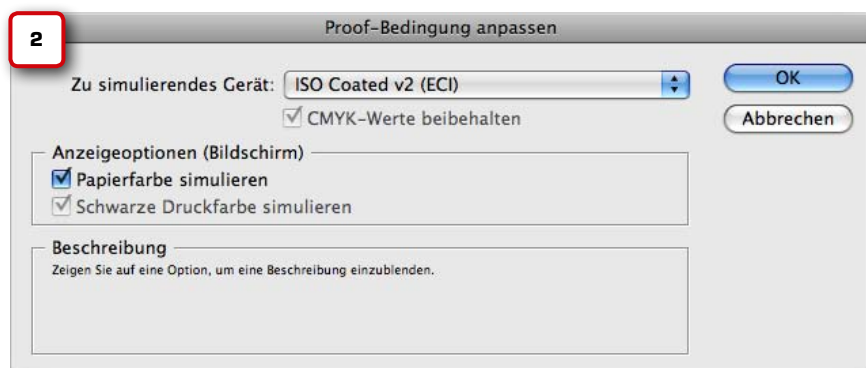 2
Proof-Bedingung anpassen
Zu simulierendes Gerät: ISO Coated v2 (ECI)
OK
CMYK-Werte beibehalten
Abbrechen
Anzeigeoptionen (Bildschirm)
Papierfarbe simulieren
Schwarze Druckfarbe simulieren
Beschreibung
Zeigen Sie auf eine Option, um eine Beschreibung einzublenden.